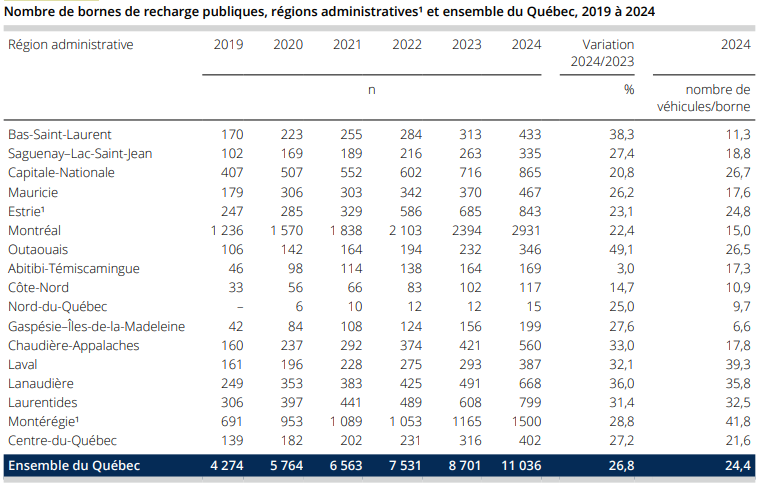 Nombre de bornes de recharge publiques, régions administratives¹ et ensemble du Québec, 2019 à 2024
Région administrative 2019 2020 2021 2022 2023 2024 Variation 2024
2024/2023
n % nombre de
véhicules/borne
Bas-Saint-Laurent 170 223 255 284 313 433 38,3 11,3
Saguenay–Lac-Saint-Jean 102 169 189 216 263 335 27,4 18,8
Capitale-Nationale 407 507 552 602 716 865 20,8 26,7
Mauricie 179 306 303 342 370 467 26,2 17,6
Estrie¹ 247 285 329 586 685 843 23,1 24,8
Montréal 1 236 1 570 1 838 2 103 2394 2931 22,4 15,0
Outaouais 106 142 164 194 232 346 49,1 26,5
Abitibi-Témiscamingue 46 98 114 138 164 169 3,0 17,3
Côte-Nord 33 56 66 83 102 117 14,7 10,9
Nord-du-Québec – 6 10 12 12 15 25,0 9,7
Gaspésie–Îles-de-la-Madeleine 42 84 108 124 156 199 27,6 6,6
Chaudière-Appalaches 160 237 292 374 421 560 33,0 17,8
Laval 161 196 228 275 293 387 32,1 39,3
Lanaudière 249 353 383 425 491 668 36,0 35,8
Laurentides 306 397 441 489 608 799 31,4 32,5
Montérégie¹ 691 953 1 089 1 053 1165 1500 28,8 41,8
Centre-du-Québec 139 182 202 231 316 402 27,2 21,6
Ensemble du Québec 4 274 5 764 6 563 7 531 8 701 11 036 26,8 24,4